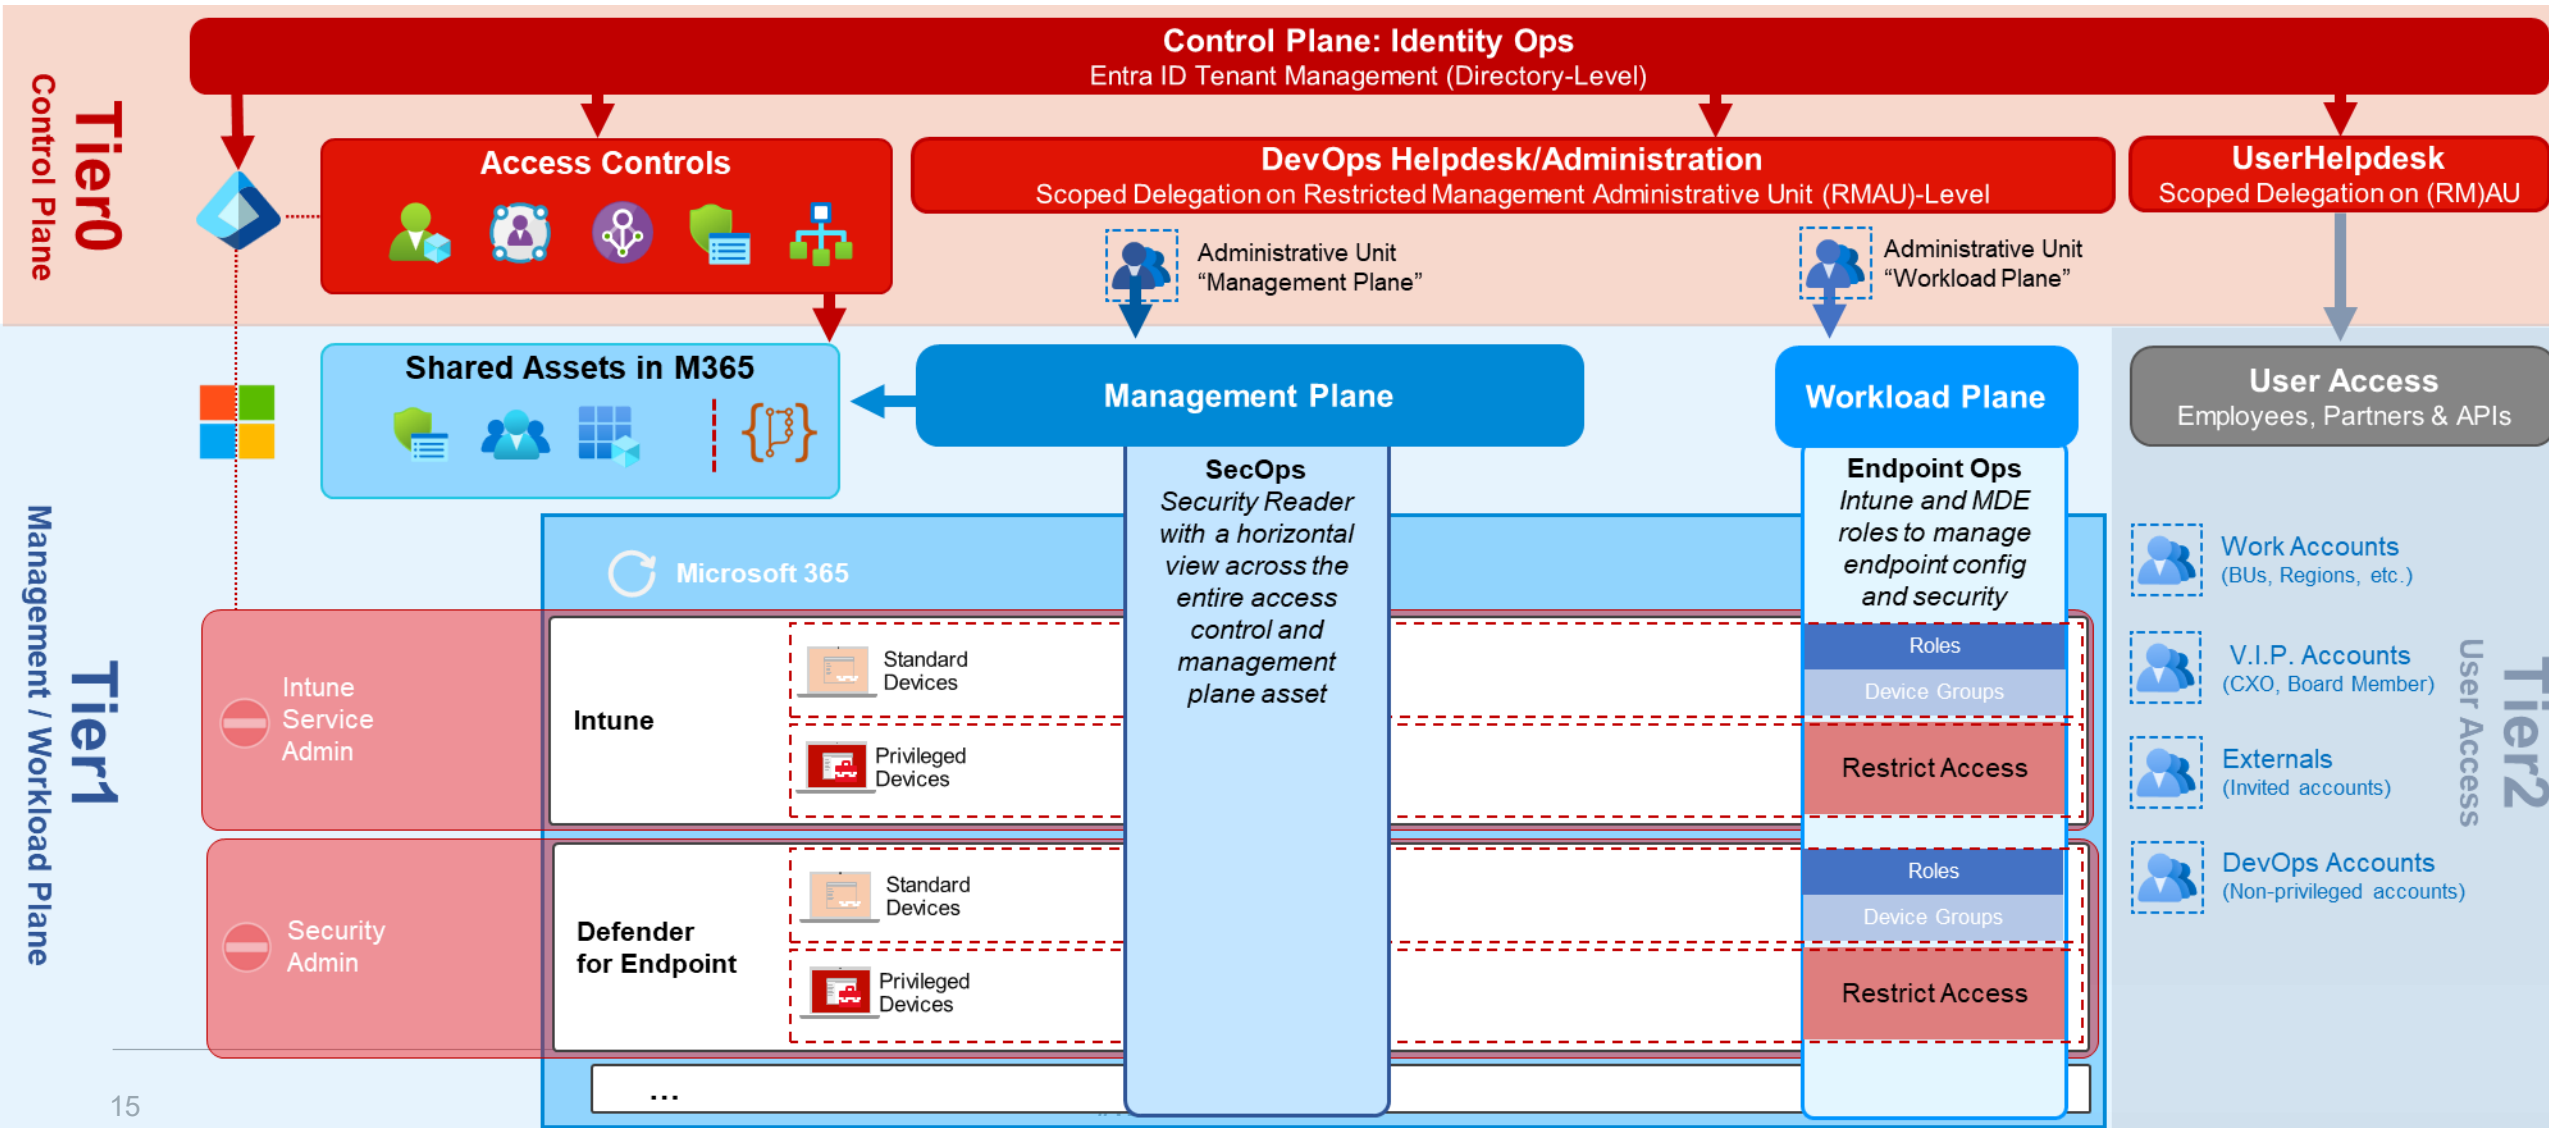 Control Plane: Identity Ops
Entra ID Tenant Management (Directory-Level)
Tier0
Control Plane
Access Controls
DevOps Helpdesk/Administration
Scoped Delegation on Restricted Management Administrative Unit (RMAU)-Level
UserHelpdesk
Scoped Delegation on (RM)AU
Administrative Unit
“Management Plane”
Administrative Unit
“Workload Plane”
Shared Assets in M365
Management Plane
Workload Plane
User Access
Employees, Partners & APIs
Tier1
Management / Workload Plane
SecOps
Security Reader
with a horizontal
view across the
entire access
control and
management
plane asset
Endpoint Ops
Intune and MDE
roles to manage
endpoint config
and security
Microsoft 365
Intune
Service
Admin
Intune
Standard
Devices
Privileged
Devices
Roles
Device Groups
Restrict Access
Security
Admin
Defender
for Endpoint
Standard
Devices
Privileged
Devices
Roles
Device Groups
Restrict Access
...
Work Accounts
(BUs, Regions, etc.)
V.I.P. Accounts
(CXO, Board Member)
Externals
(Invited accounts)
DevOps Accounts
(Non-privileged accounts)
Tier2
User Access
15